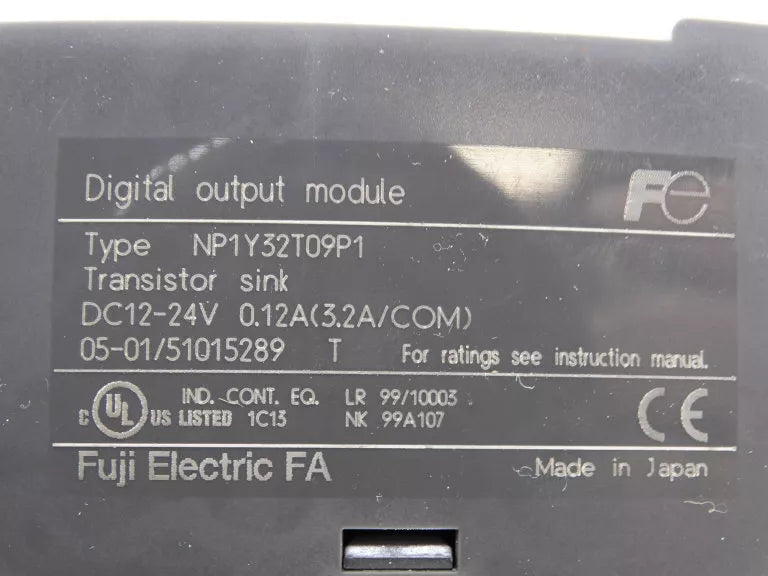 Digital output module
Fe
Type NP1Y32T09P1
Transistor sink
DC12-24V 0.12A(3.2A/COM)
05-01/51015289 T For ratings see instruction manual.
IND. CONT. EQ. LR 99/10003
C UL US LISTED 1C13 NK 99A107 CE
Fuji Electric FA Made in Japan